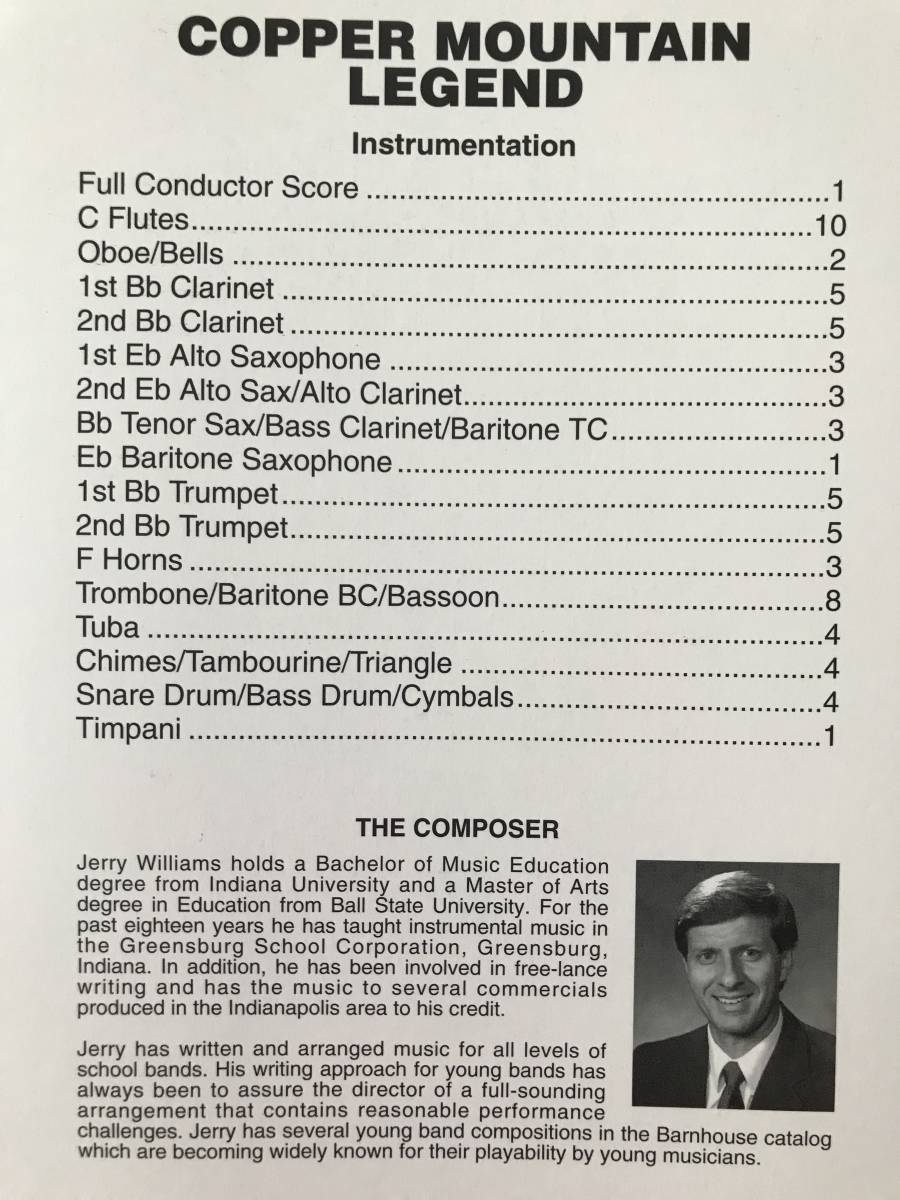 COPPER MOUNTAIN
LEGEND
Instrumentation
Full Conductor Score ........................................................1
C Flutes............................................................................10
Oboe/Bells ........................................................................2
1st Bb Clarinet ..................................................................5
2nd Bb Clarinet .................................................................5
1st Eb Alto Saxophone .....................................................3
2nd Eb Alto Sax/Alto Clarinet............................................3
Bb Tenor Sax/Bass Clarinet/Baritone TC..........................3
Eb Baritone Saxophone ....................................................1
1st Bb Trumpet..................................................................5
2nd Bb Trumpet.................................................................5
F Horns .............................................................................3
Trombone/Baritone BC/Bassoon.......................................8
Tuba ..................................................................................4
Chimes/Tambourine/Triangle ............................................4
Snare Drum/Bass Drum/Cymbals.....................................4
Timpani .............................................................................1
THE COMPOSER
Jerry Williams holds a Bachelor of Music Education
degree from Indiana University and a Master of Arts
degree in Education from Ball State University. For the
past eighteen years he has taught instrumental music in
the Greensburg School Corporation, Greensburg,
Indiana. In addition, he has been involved in free-lance
writing and has the music to several commercials
produced in the Indianapolis area to his credit.
Jerry has written and arranged music for all levels of
school bands. His writing approach for young bands has
always been to assure the director of a full-sounding
arrangement that contains reasonable performance
challenges. Jerry has several young band compositions in the Barnhouse catalog
which are becoming widely known for their playability by young musicians.